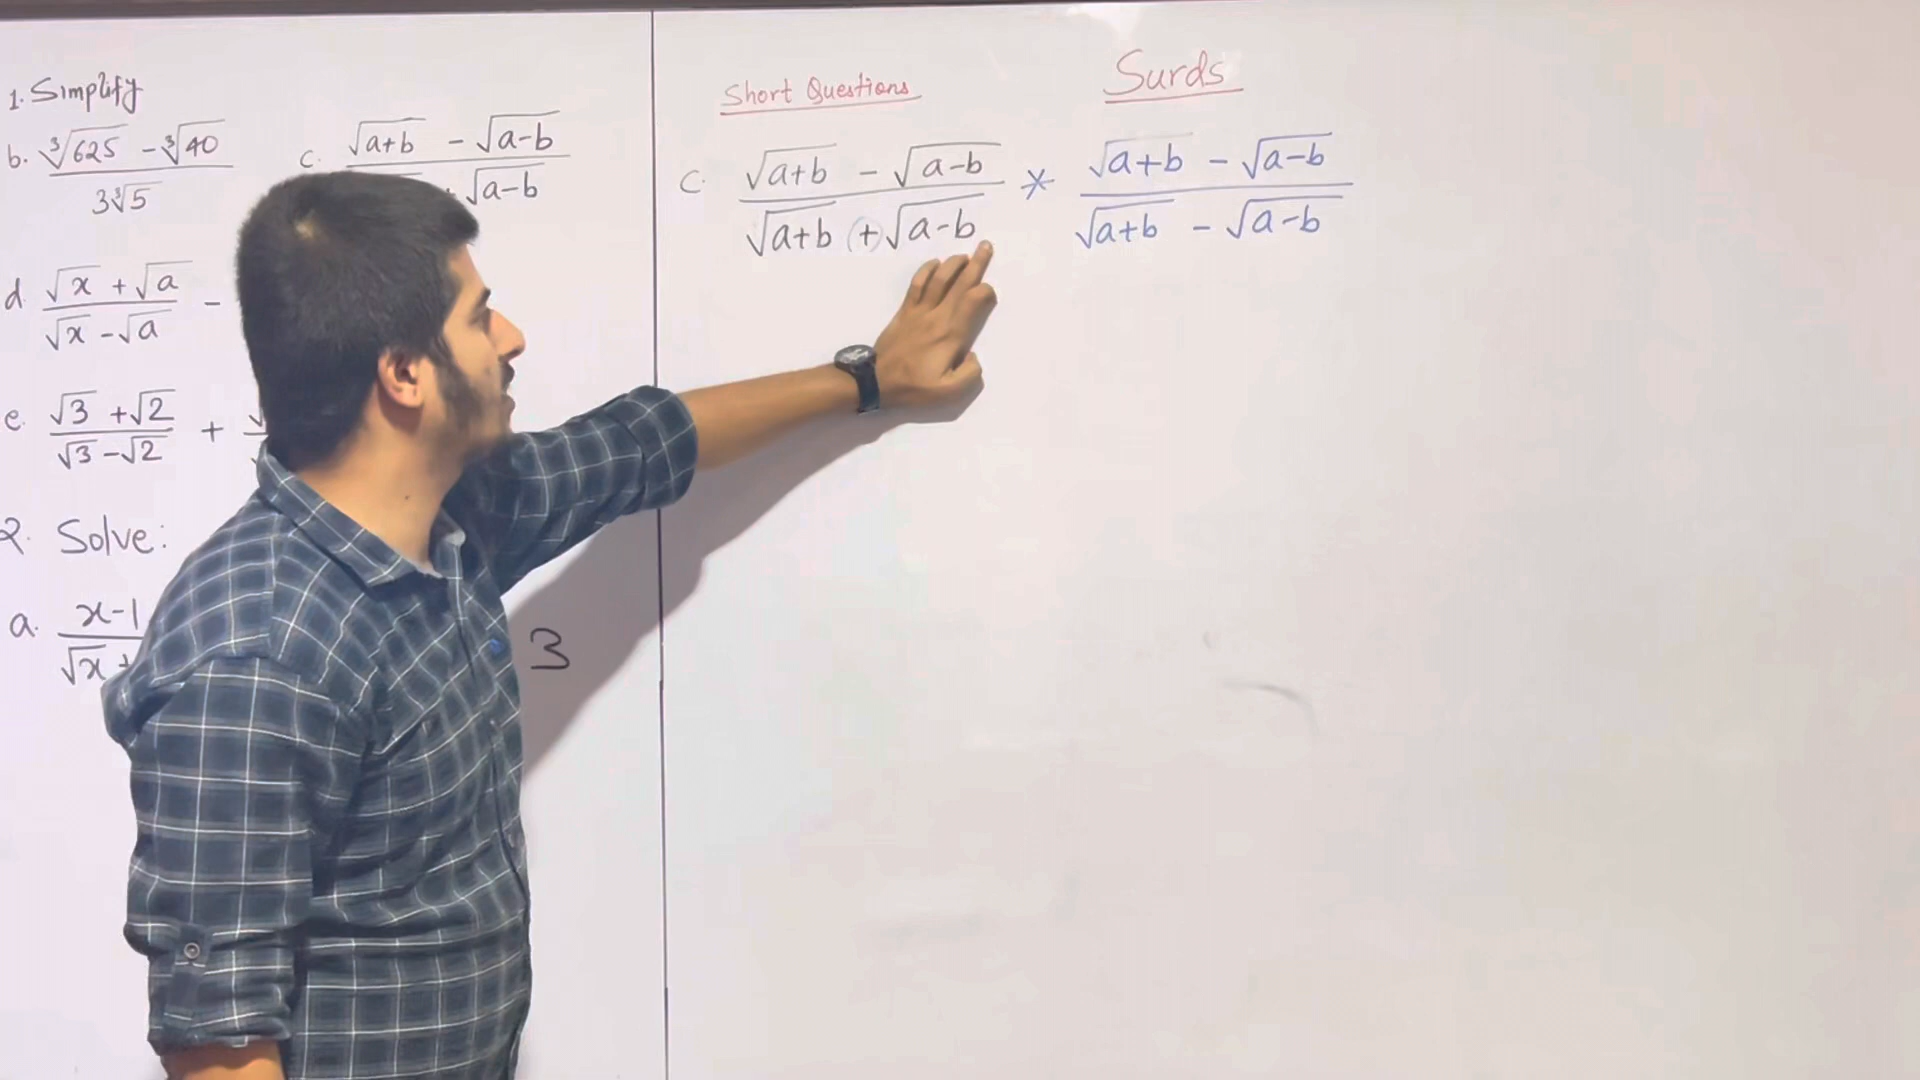 1. Simplify
b. (∛625 - ∛40) / (3∛5)
c. (√(a+b) - √(a-b)) / + √(a-b)
d. (√x + √a) / (√x - √a) -
e. (√3 + √2) / (√3 - √2) +
2. Solve:
a. (x-1) / (√x + 3
Short Questions
Surds
c. (√(a+b) - √(a-b)) / (√(a+b) + √(a-b)) * (√(a+b) - √(a-b)) / (√(a+b) - √(a-b))